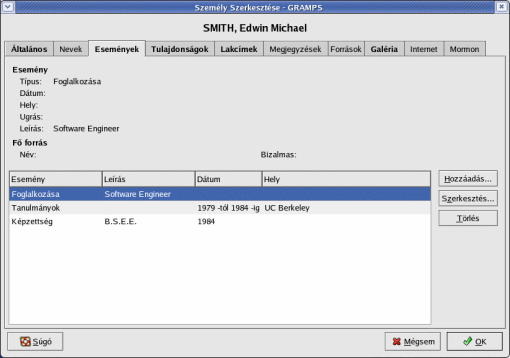 Személy Szerkesztése - GRAMPS
SMITH, Edwin Michael
Általános Nevek Események Tulajdonságok Lakcímek Megjegyzések Források Galéria Internet Mormon
Esemény
Típus: Foglalkozása
Dátum:
Hely:
Ugrás:
Leírás: Software Engineer
Fő forrás
Név: Bizalmas:
Esemény Leírás Dátum Hely
Foglalkozása Software Engineer
Tanulmányok 1979 -tól 1984 -ig UC Berkeley
Képzettség B.S.E.E. 1984
Hozzáadás...
Szerkesztés...
Törlés
Súgó Mégsem OK